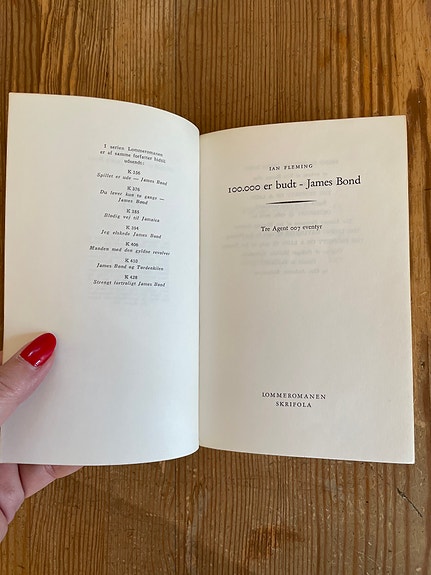 I serien Lommeromanen
er af samme forfatter hidtil
udsendt:
K 356
Spillet er ude — James Bond
K 376
Du lever kun to gange —
James Bond
K 385
Blodig vej til Jamaica
K 394
Jeg elskede James Bond
K 406
Manden med den gyldne revolver
K 410
James Bond og Tordenkilen
K 428
Strengt fortroligt James Bond
IAN FLEMING
100.000 er budt - James Bond
Tre Agent 007 eventyr
LOMMEROMANEN
SKRIFOLA